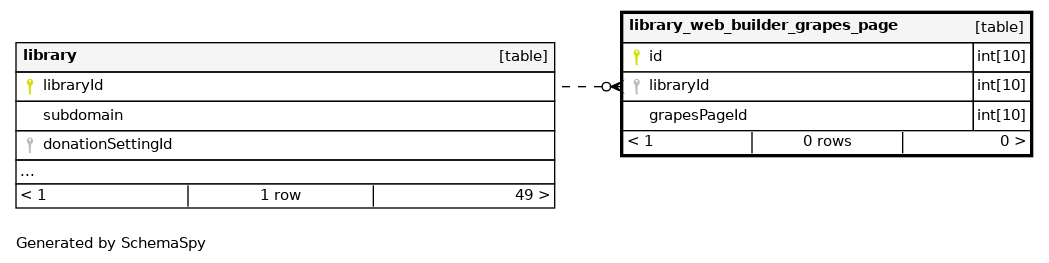 library [table]
libraryId
subdomain
donationSettingId
...
< 1 1 row 49 >
library_web_builder_grapes_page [table]
id int[10]
libraryId int[10]
grapesPageId int[10]
< 1 0 rows 0 >
Generated by SchemaSpy